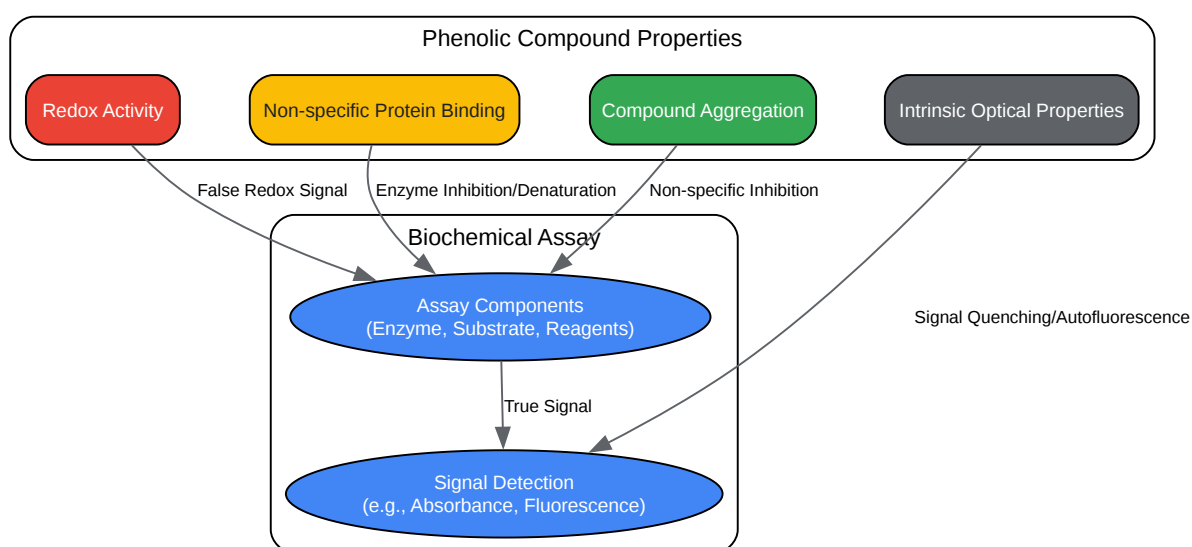 Phenolic Compound Properties
Redox Activity
Non-specific Protein Binding
Compound Aggregation
Intrinsic Optical Properties
False Redox Signal
Enzyme Inhibition/Denaturation
Non-specific Inhibition
Biochemical Assay
Assay Components
(Enzyme, Substrate, Reagents)
Signal Quenching/Autofluorescence
True Signal
Signal Detection
(e.g., Absorbance, Fluorescence)